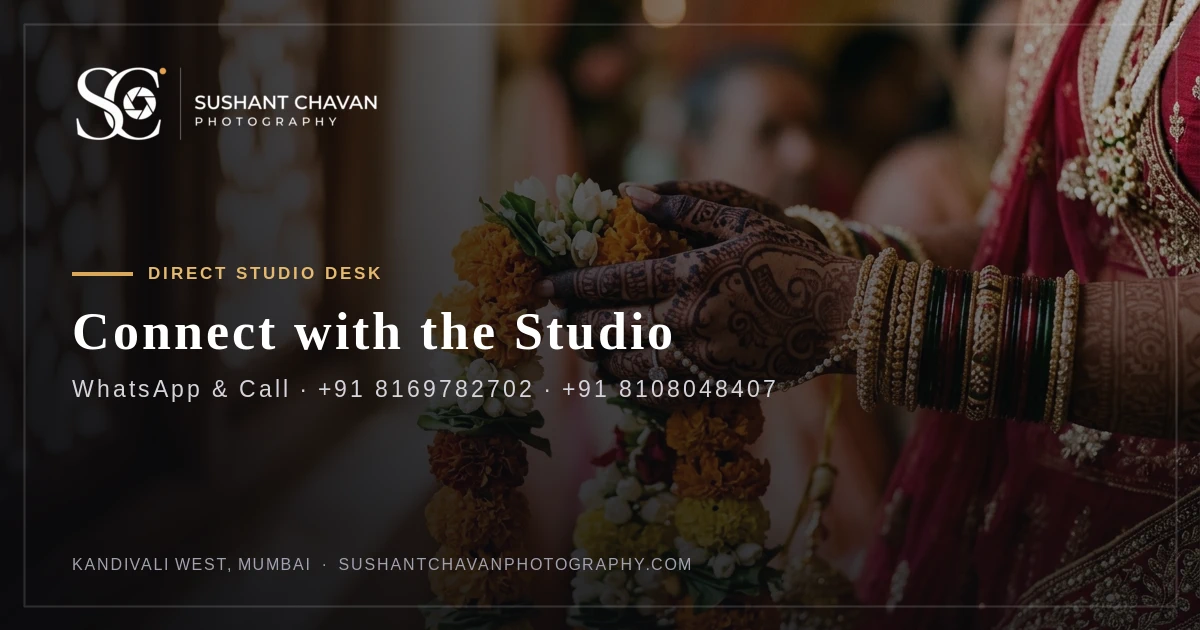 SC
SUSHANT CHAVAN
PHOTOGRAPHY
DIRECT STUDIO DESK
Connect with the Studio
WhatsApp & Call · +91 8169782702 · +91 8108048407
KANDIVALI WEST, MUMBAI · SUSHANTCHAVANPHOTOGRAPHY.COM